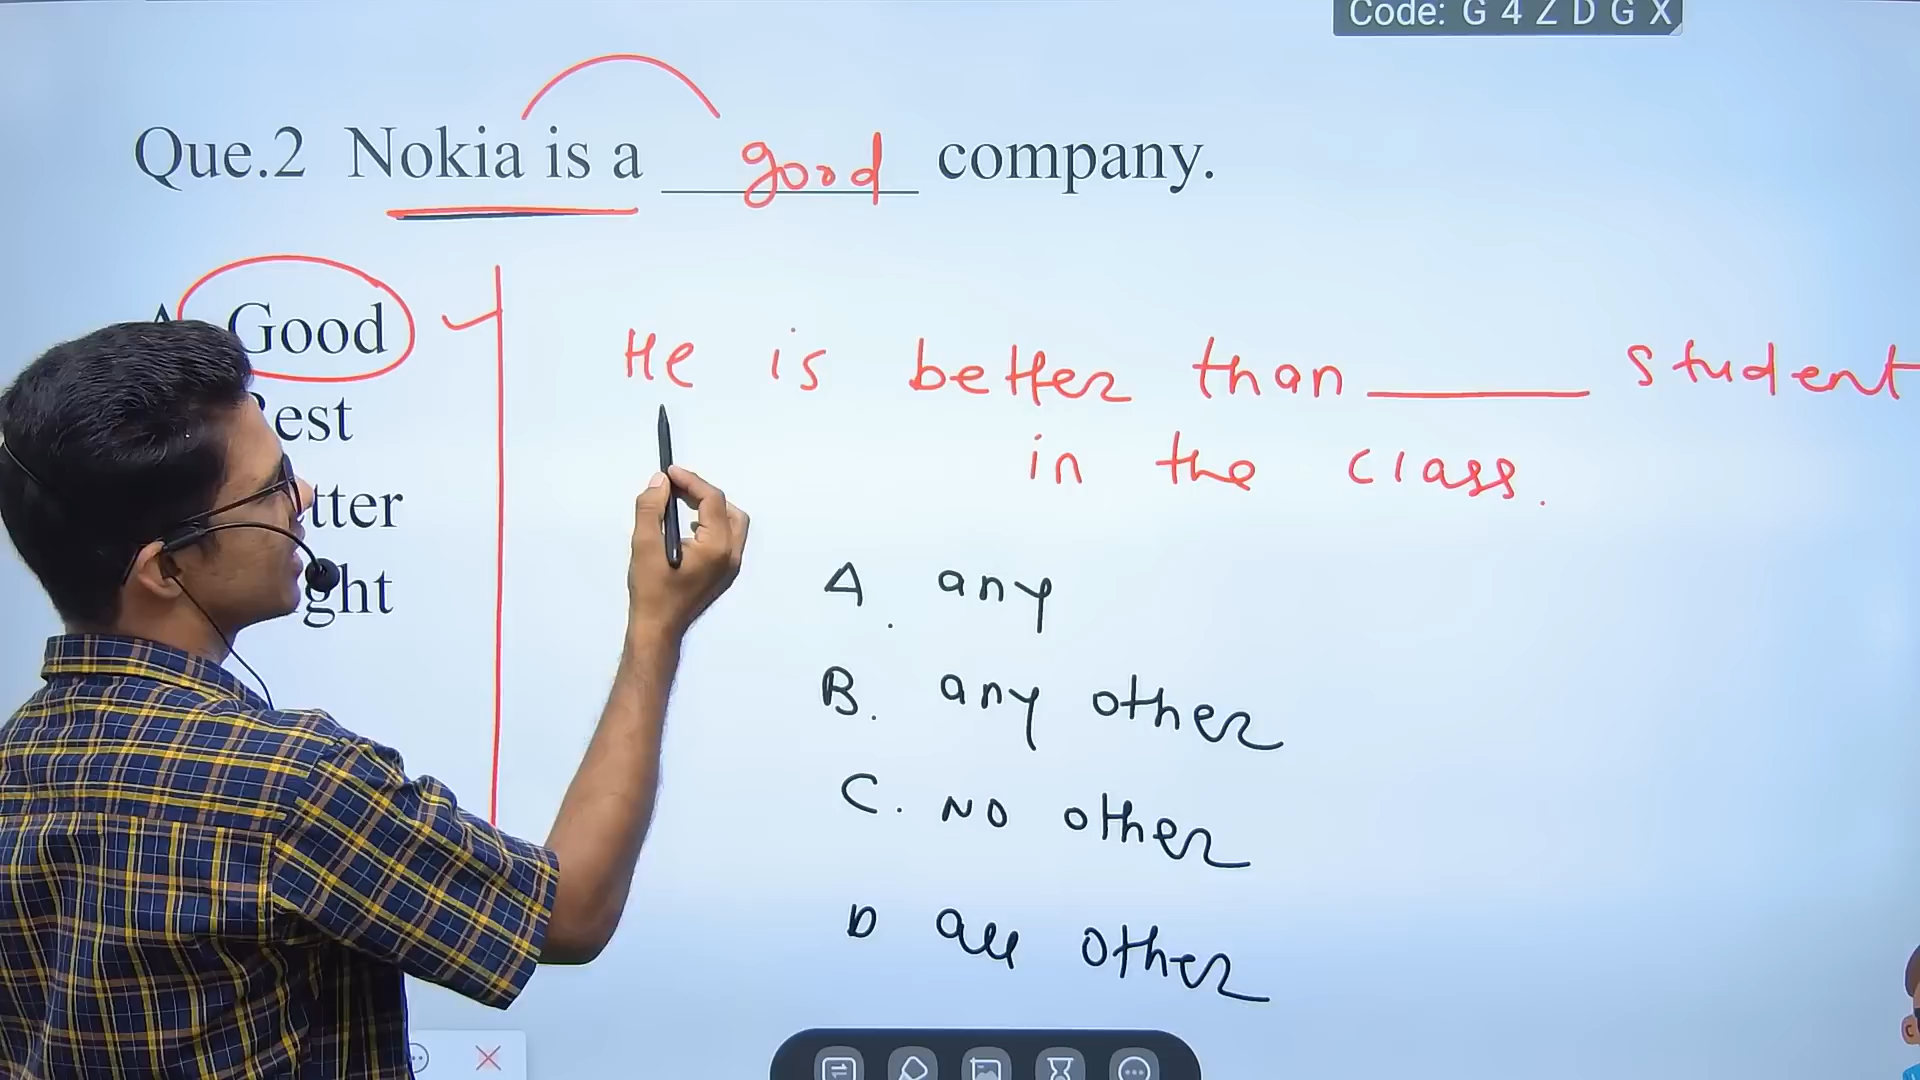 Code: G 4 Z D G X
Que.2 Nokia is a good company.
Good
est
tter
ght
He is better than ______ student
in the class.
A. any
B. any other
C. No other
D all other